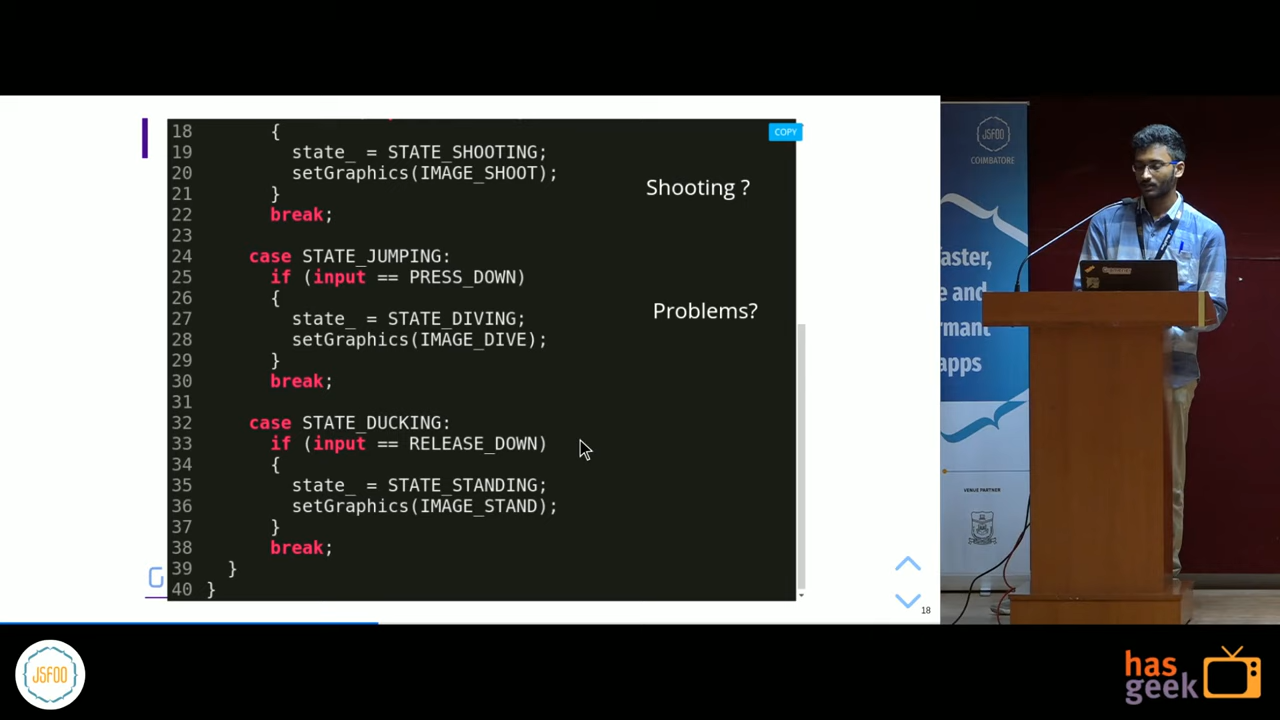 18 {
19 state_ = STATE_SHOOTING;
20 setGraphics(IMAGE_SHOOT);
21 }
22 break;
23
24 case STATE_JUMPING:
25 if (input == PRESS_DOWN)
26 {
27 state_ = STATE_DIVING;
28 setGraphics(IMAGE_DIVE);
29 }
30 break;
31
32 case STATE_DUCKING:
33 if (input == RELEASE_DOWN)
34 {
35 state_ = STATE_STANDING;
36 setGraphics(IMAGE_STAND);
37 }
38 break;
39 }
40 }
COPY
Shooting ?
Problems?
G
18
JSFOO
COIMBATORE
aster,
e and
rmant
apps
VENUE PARTNER
JSFOO
has
geek